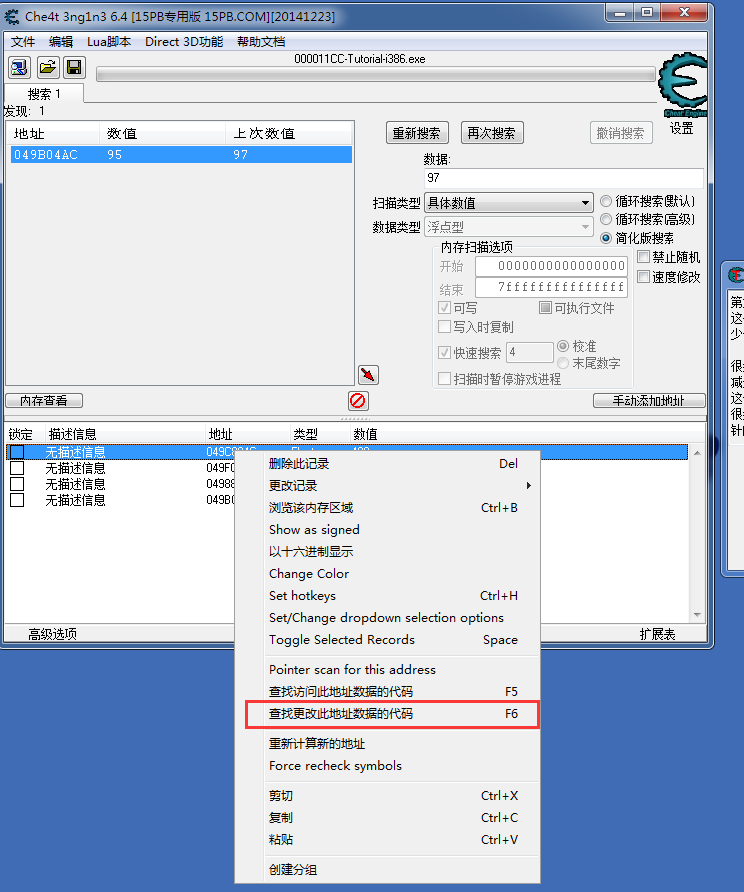 Che4t 3ng1n3 6.4 [15PB专用版 15PB.COM][20141223]
文件 编辑 Lua脚本 Direct 3D功能 帮助文档
000011CC-Tutorial-i386.exe
搜索 1
发现: 1
设置
地址 数值 上次数值
049B04AC 95 97
重新搜索 再次搜索 撤销搜索
数据:
97
扫描类型 具体数值
数据类型 浮点型
循环搜索(默认)
循环搜索(高级)
简化版搜索
内存扫描选项
禁止随机
速度修改
开始 0000000000000000
结束 7fffffffffffffff
可写 可执行文件
写入时复制
快速搜索 4 校准
末尾数字
扫描时暂停游戏进程
内存查看 手动添加地址
锁定 描述信息 地址 类型 数值
无描述信息
无描述信息 049F0
无描述信息 04988
无描述信息 049B0
删除此记录 Del
更改记录
浏览该内存区域 Ctrl+B
Show as signed
以十六进制显示
Change Color
Set hotkeys Ctrl+H
Set/Change dropdown selection options
Toggle Selected Records Space
Pointer scan for this address
查找访问此地址数据的代码 F5
查找更改此地址数据的代码 F6
重新计算新的地址
Force recheck symbols
剪切 Ctrl+X
复制 Ctrl+C
粘贴 Ctrl+V
创建分组
高级选项 扩展表
这
少
很
减
这
很
针